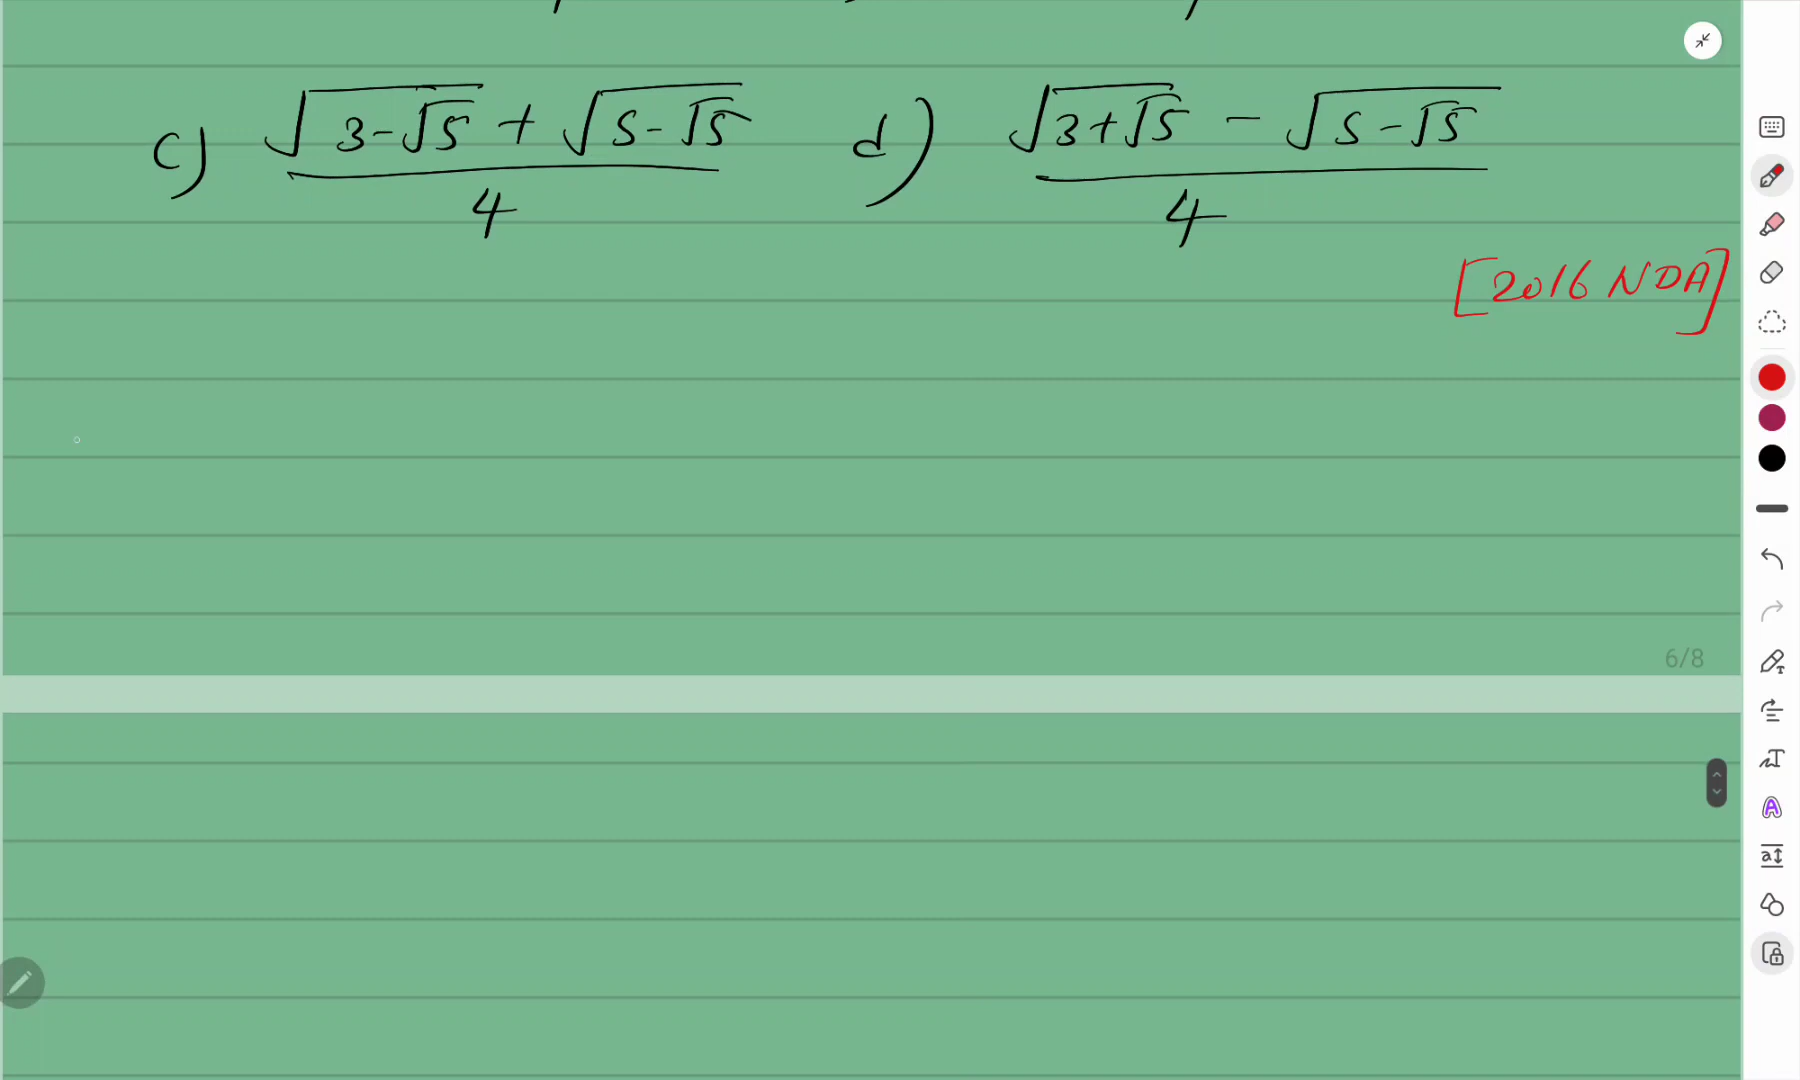 c) (√(3-√5) + √(5-√5))/4 d) (√(3+√5) - √(5-√5))/4
[2016 NDA]
6/8